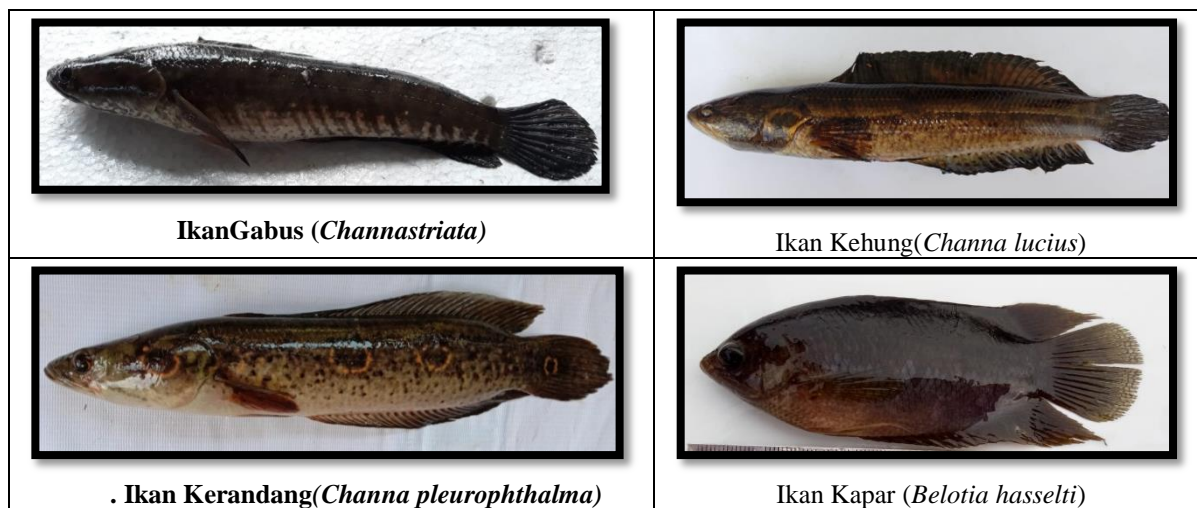 IkanGabus (Channastriata)
Ikan Kehung(Channa lucius)
. Ikan Kerandang(Channa pleurophthalma)
Ikan Kapar (Belotia hasselti)